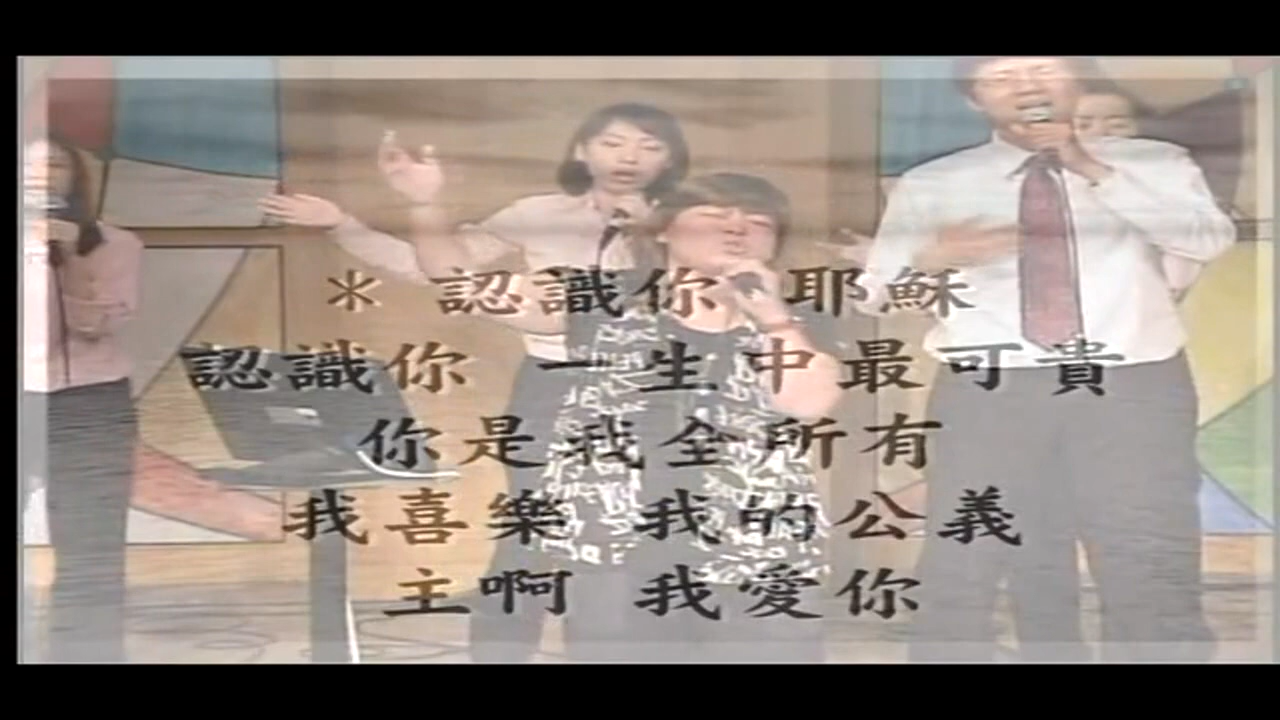 * 認識你 耶穌
認識你 一生中最可貴
你是我全所有
我喜樂 我的公義
主啊 我愛你